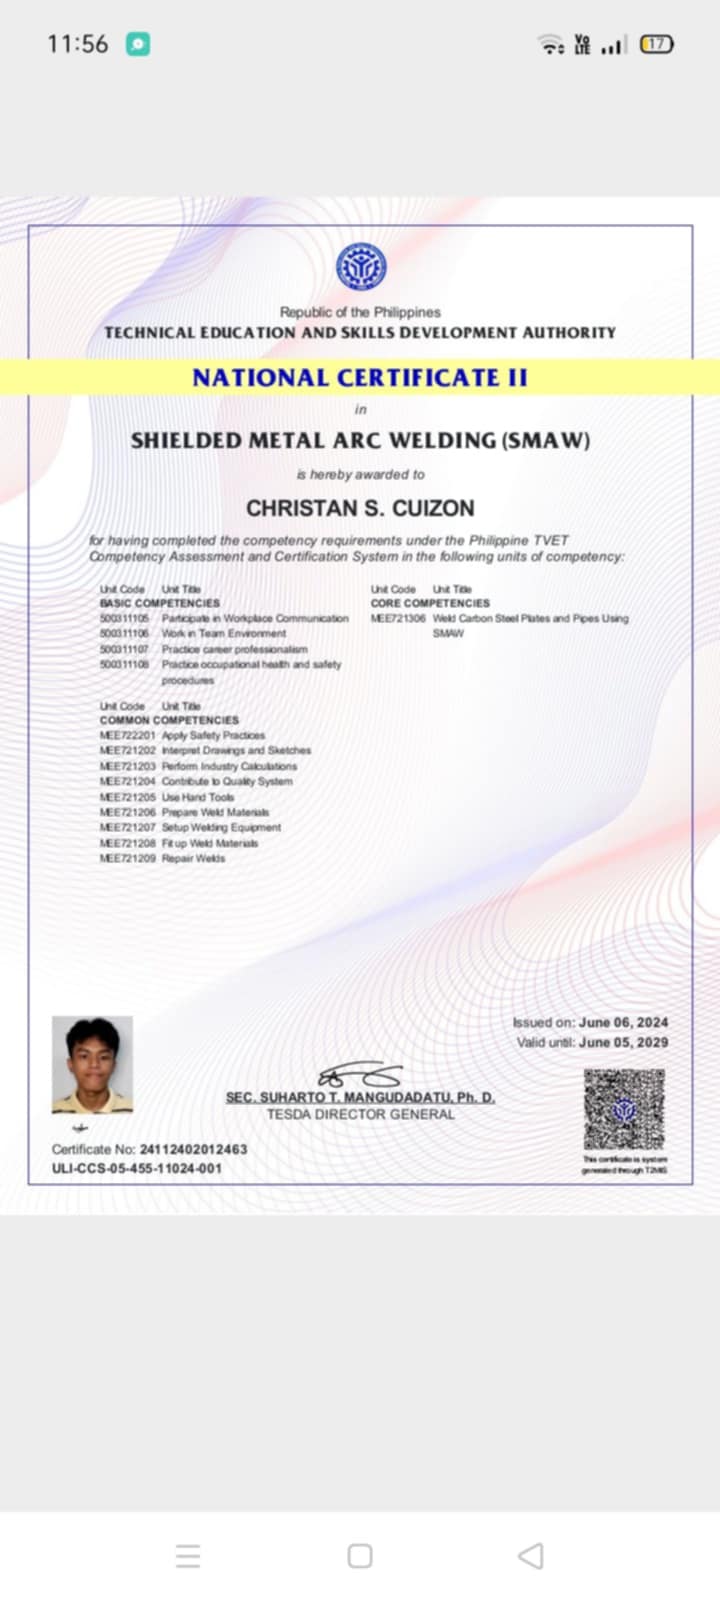 11:56
Vo
LTE
17
Republic of the Philippines
TECHNICAL EDUCATION AND SKILLS DEVELOPMENT AUTHORITY
NATIONAL CERTIFICATE II
in
SHIELDED METAL ARC WELDING (SMAW)
is hereby awarded to
CHRISTAN S. CUIZON
for having completed the competency requirements under the Philippine TVET
Competency Assessment and Certification System in the following units of competency:
Unit Code Unit Title
BASIC COMPETENCIES
500311105 Participate in Workplace Communication
500311106 Work in Team Environment
500311107 Practice career professionalism
500311108 Practice occupational health and safety
procedures
Unit Code Unit Title
CORE COMPETENCIES
MEE721306 Weld Carbon Steel Plates and Pipes Using
SMAW
Unit Code Unit Title
COMMON COMPETENCIES
MEE722201 Apply Safety Practices
MEE721202 Interpret Drawings and Sketches
MEE721203 Perform Industry Calculations
MEE721204 Contribute to Quality System
MEE721205 Use Hand Tools
MEE721206 Prepare Weld Materials
MEE721207 Setup Welding Equipment
MEE721208 Fit up Weld Materials
MEE721209 Repair Welds
Issued on: June 06, 2024
Valid until: June 05, 2029
SEC. SUHARTO T. MANGUDADATU, Ph. D.
TESDA DIRECTOR GENERAL
Certificate No: 24112402012463
ULI-CCS-05-455-11024-001
This certificate is system
generated through T2MIS